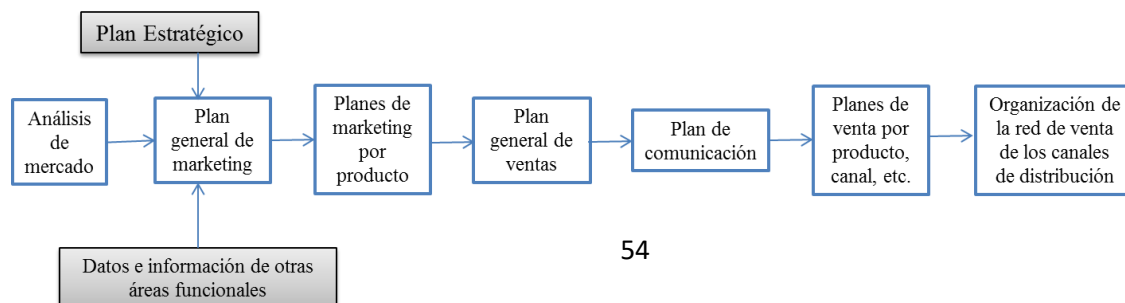 Plan Estratégico
Análisis
de
mercado
Plan
general de
marketing
Planes de
marketing
por
producto
Plan
general de
ventas
Plan de
comunicación
Planes de
venta por
producto,
canal, etc.
Organización de
la red de venta
de los canales
de distribución
Datos e información de otras
áreas funcionales
54